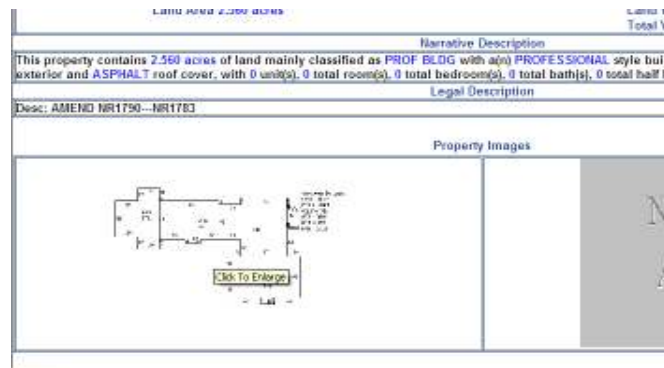 Land Area 2.560 acres
Land
Total V
Narrative Description
This property contains 2.560 acres of land mainly classified as PROF BLDG with a(n) PROFESSIONAL style bui
exterior and ASPHALT roof cover, with 0 unit(s), 0 total room(s), 0 total bedroom(s), 0 total bath(s), 0 total half
Legal Description
Desc: AMEND NR1790---NR1783
Property Images
N
A
Click To Enlarge